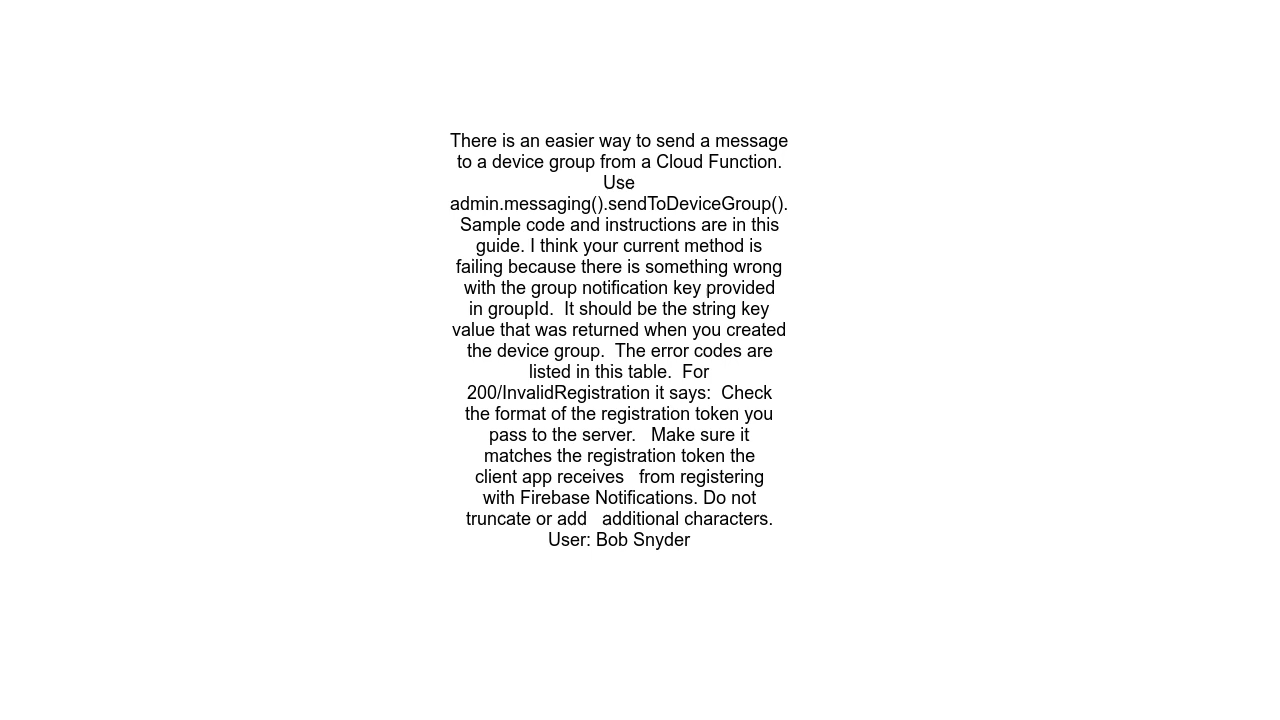 There is an easier way to send a message
to a device group from a Cloud Function.
Use
admin.messaging().sendToDeviceGroup().
Sample code and instructions are in this
guide. I think your current method is
failing because there is something wrong
with the group notification key provided
in groupId.  It should be the string key
value that was returned when you created
the device group.  The error codes are
listed in this table.  For
200/InvalidRegistration it says:  Check
the format of the registration token you
pass to the server.   Make sure it
matches the registration token the
client app receives   from registering
with Firebase Notifications. Do not
truncate or add   additional characters.
User: Bob Snyder